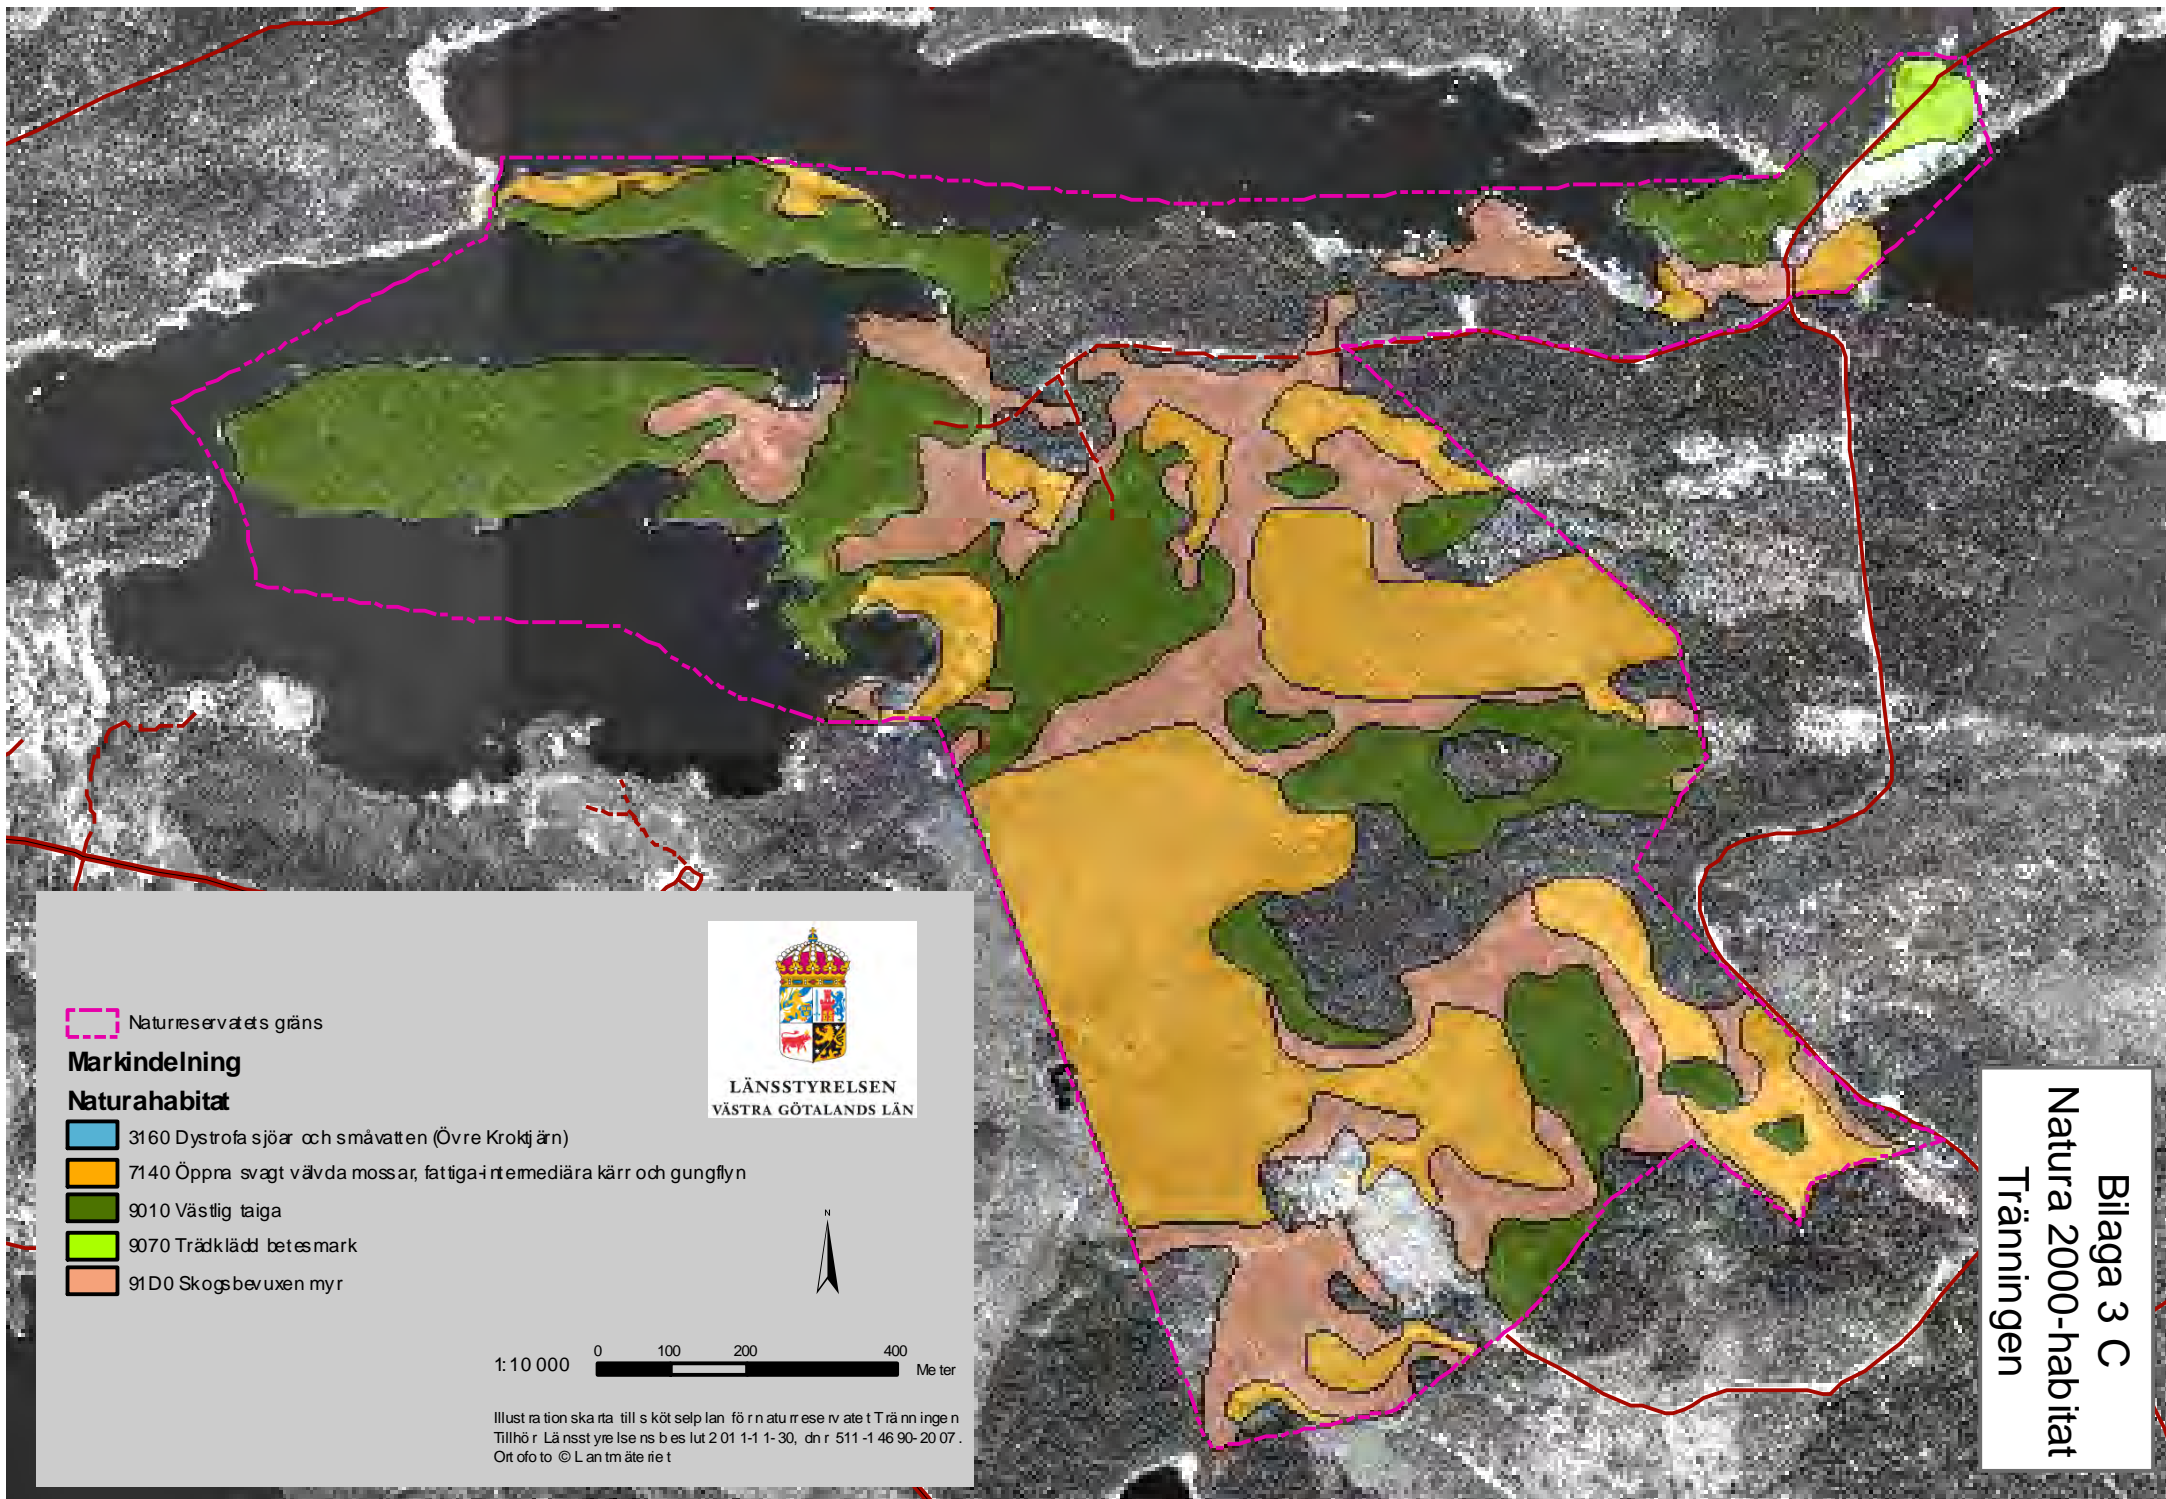 Naturreservatets gräns
Markindelning
Naturahabitat
3160 Dystrofa sjöar och småvatten (Övre Kroktjärn)
7140 Öppna svagt välvda mossar, fattiga-intermediära kärr och gungflyn
9010 Västlig taiga
9070 Trädklädd betesmark
91D0 Skogsbevuxen myr
LÄNSSTYRELSEN
VÄSTRA GÖTALANDS LÄN
N
1:10 000
0 100 200 400
Meter
Illustrationskarta till skötselplan för naturreservatet Tränningen
Tillhör Länsstyrelsens beslut 2011-11-30, dnr 511-14690-2007.
Ortofoto © Lantmäteriet
Bilaga 3 C
Natura 2000-habitat
Tränningen